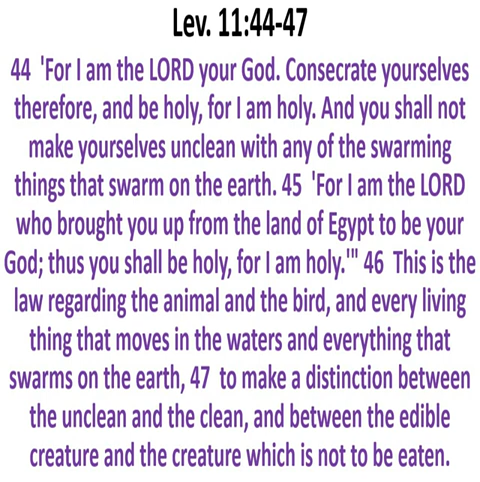 Lev. 11:44-47
44 'For I am the LORD your God. Consecrate yourselves
therefore, and be holy, for I am holy. And you shall not
make yourselves unclean with any of the swarming
things that swarm on the earth. 45 'For I am the LORD
who brought you up from the land of Egypt to be your
God; thus you shall be holy, for I am holy.'" 46 This is the
law regarding the animal and the bird, and every living
thing that moves in the waters and everything that
swarms on the earth, 47 to make a distinction between
the unclean and the clean, and between the edible
creature and the creature which is not to be eaten.